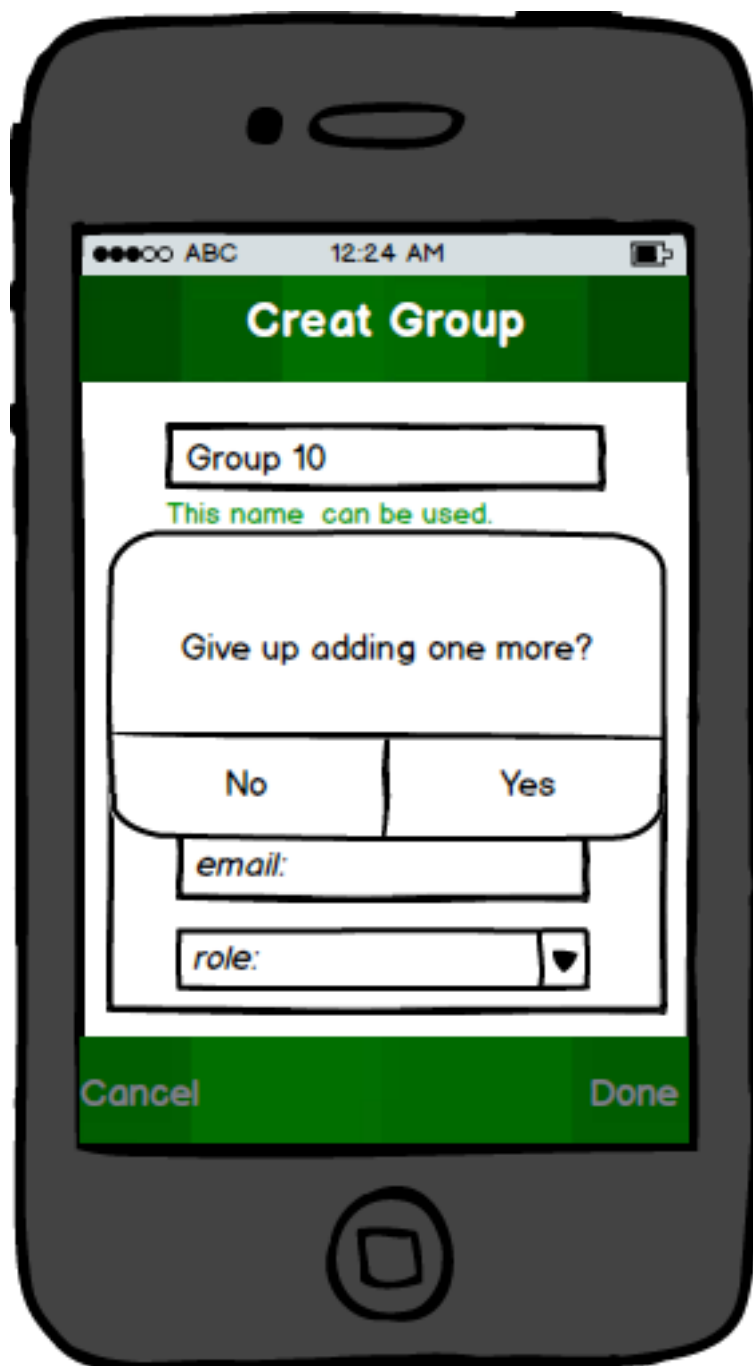 ABC 12:24 AM
Creat Group
Group 10
This name can be used.
Give up adding one more?
No Yes
email:
role:
Cancel Done